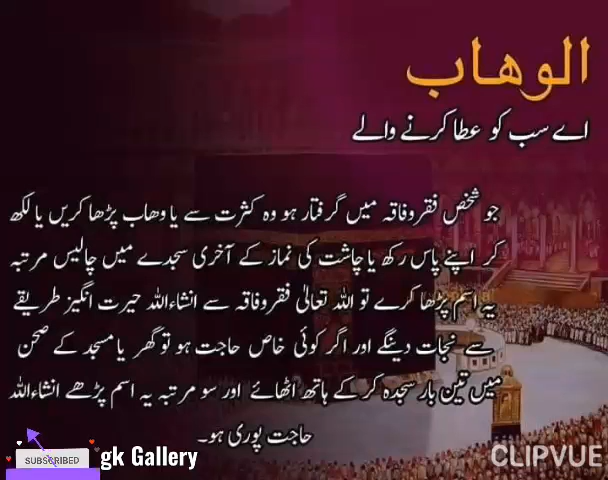 الوھاب
اے سب کو عطا کرنے والے
جو شخص فقروفاقہ میں گرفتار ہو وہ کثرت سے یا وھاب پڑھا کریں یا لکھ
کر اپنے پاس رکھ یا چاشت کی نماز کے آخری سجدے میں چالیس مرتبہ
یہ اسم پڑھا کرے تو اللہ تعالیٰ فقروفاقہ سے انشاءاللہ حیرت انگیز طریقے
سے نجات دینگے اور اگر کوئی خاص حاجت ہو تو گھر یا مسجد کے صحن
میں تین بار سجدہ کر کے ہاتھ اٹھائے اور سو مرتبہ یہ اسم پڑھے انشاءاللہ
حاجت پوری ہو۔
SUBSCRIBED
gk Gallery
CLIPVUE